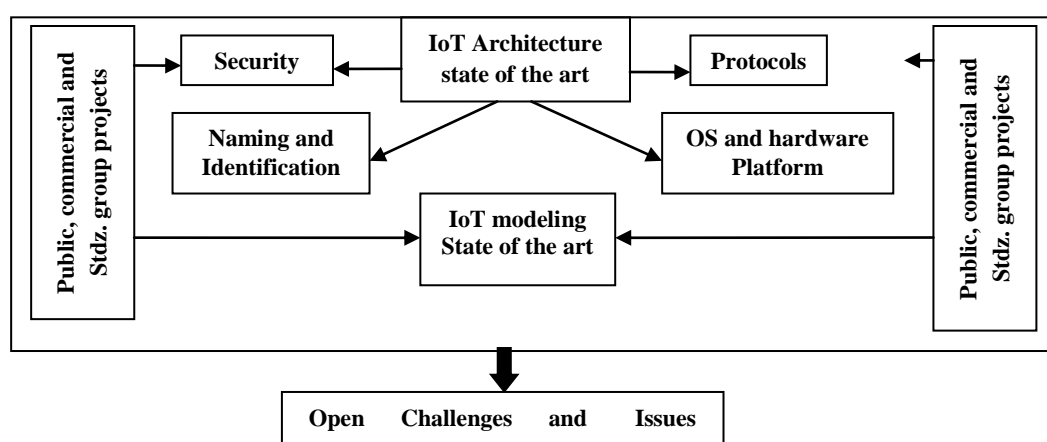 Public, commercial and
Stdz. group projects
Security
IoT Architecture
state of the art
Protocols
Naming and
Identification
OS and hardware
Platform
IoT modeling
State of the art
Public, commercial and
Stdz. group projects
Open Challenges and Issues